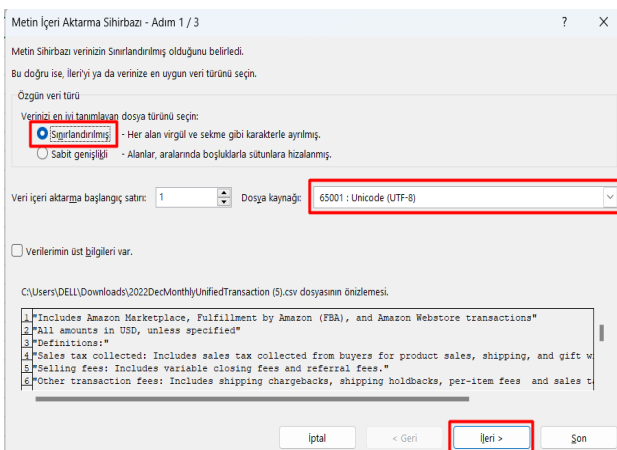 Metin İçeri Aktarma Sihirbazı - Adım 1 / 3 ? X
Metin Sihirbazı verinizin Sınırlandırılmış olduğunu belirledi.
Bu doğru ise, İleri'yi ya da verinize en uygun veri türünü seçin.
Özgün veri türü
Verinizi en iyi tanımlayan dosya türünü seçin:
Sınırlandırılmış - Her alan virgül ve sekme gibi karakterle ayrılmış.
Sabit genişlikli - Alanlar, aralarında boşluklarla sütunlara hizalanmış.
Veri içeri aktarma başlangıç satırı: 1 Dosya kaynağı: 65001 : Unicode (UTF-8)
Verilerimin üst bilgileri var.
C:\Users\DELL\Downloads\2022DecMonthlyUnifiedTransaction (5).csv dosyasının önizlemesi.
1 "Includes Amazon Marketplace, Fulfillment by Amazon (FBA), and Amazon Webstore transactions"
2 "All amounts in USD, unless specified"
3 "Definitions:"
4 "Sales tax collected: Includes sales tax collected from buyers for product sales, shipping, and gift w
5 "Selling fees: Includes variable closing fees and referral fees."
6 "Other transaction fees: Includes shipping chargebacks, shipping holdbacks, per-item fees and sales t
İptal < Geri İleri > Son